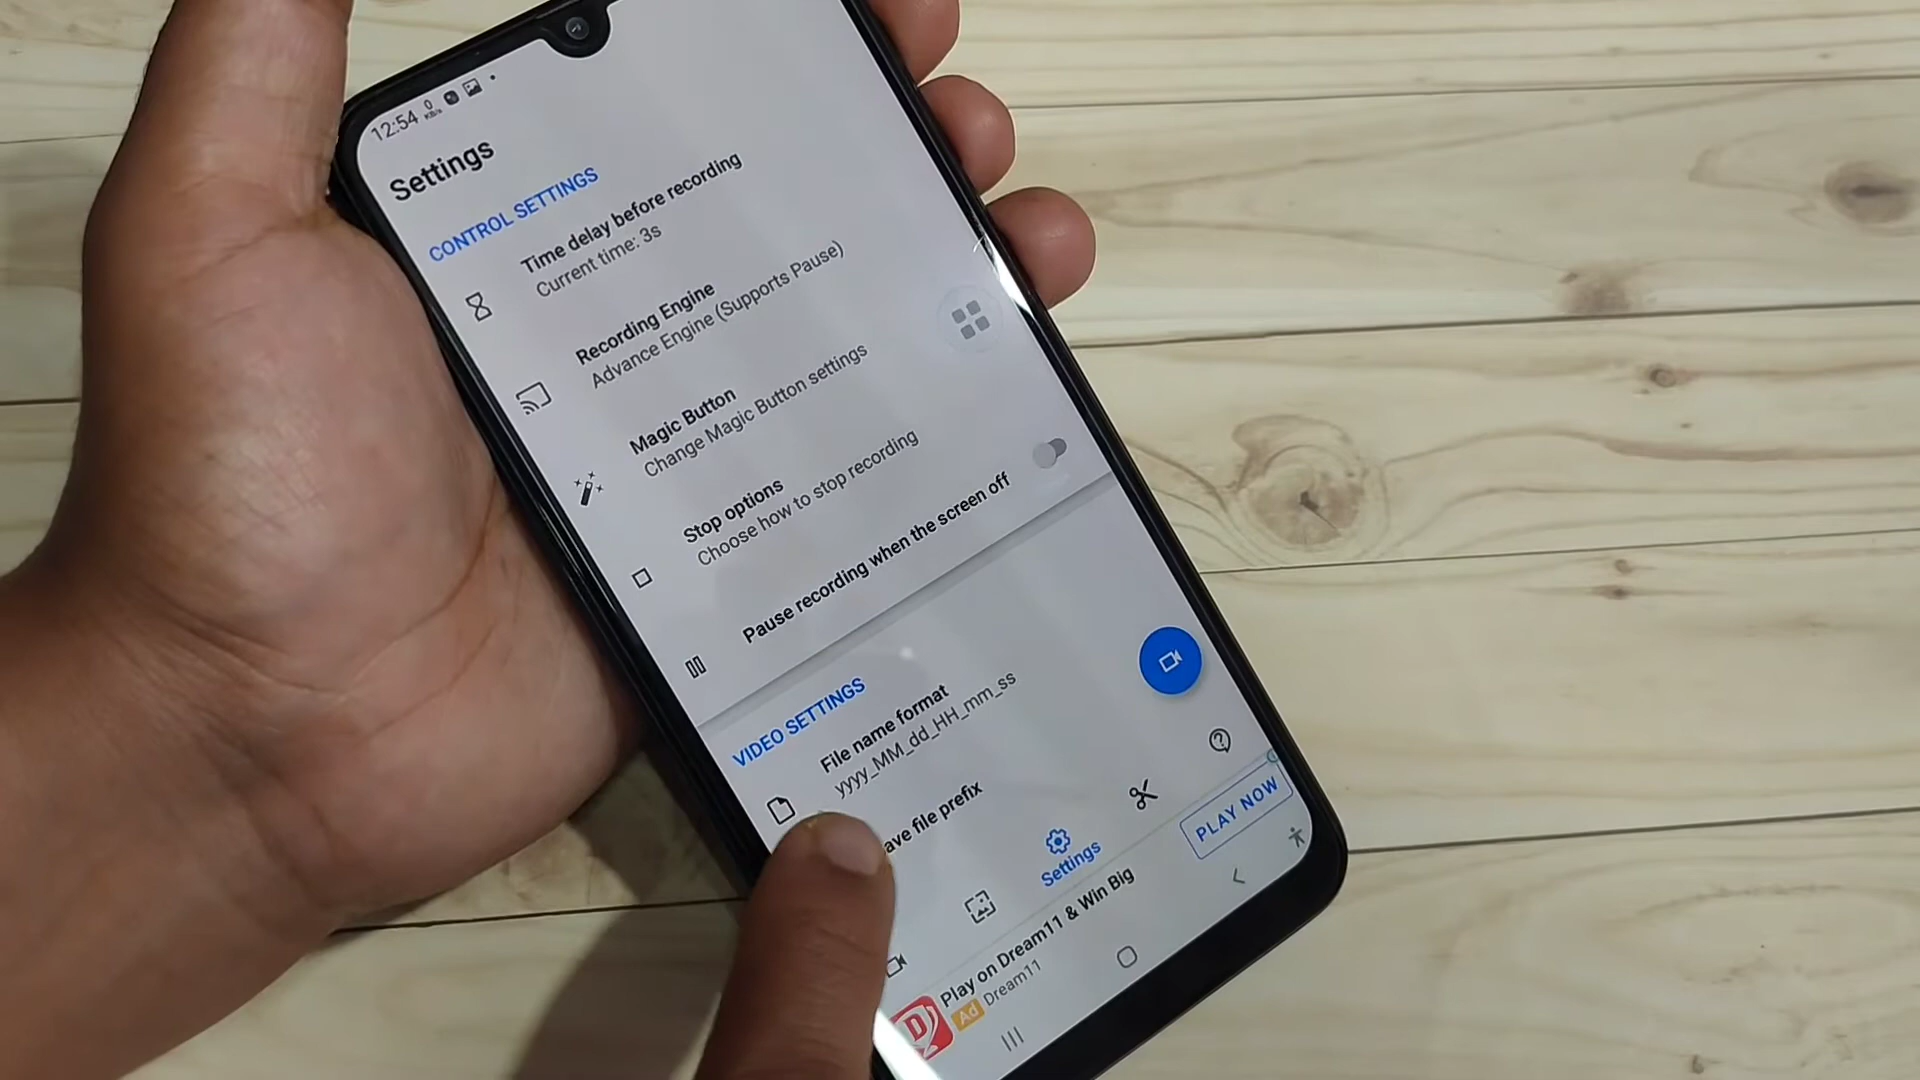 12:54
0
KB/s
Settings
CONTROL SETTINGS
Time delay before recording
Current time: 3s
Recording Engine
Advance Engine (Supports Pause)
Magic Button
Change Magic Button settings
Stop options
Choose how to stop recording
Pause recording when the screen off
VIDEO SETTINGS
File name format
yyyy_MM_dd_HH_mm_ss
ave file prefix
Settings
Play on Dream11 & Win Big
Ad Dream11
PLAY NOW